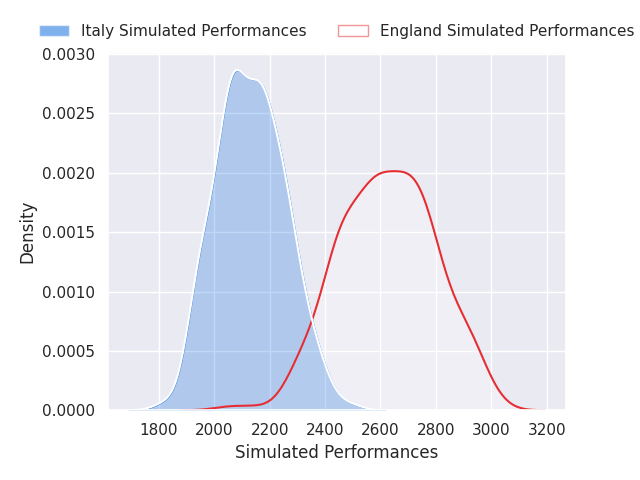 Italy Simulated Performances England Simulated Performances
0.0030
0.0025
0.0020
0.0015
0.0010
0.0005
0.0000
Density
1800 2000 2200 2400 2600 2800 3000 3200
Simulated Performances